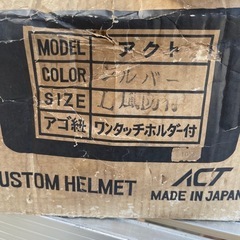 MODEL アクト
COLOR シルバー
SIZE
アゴ紐 ワンタッチホルダー付
USTOM HELMET ACT
MADE IN JAPAN